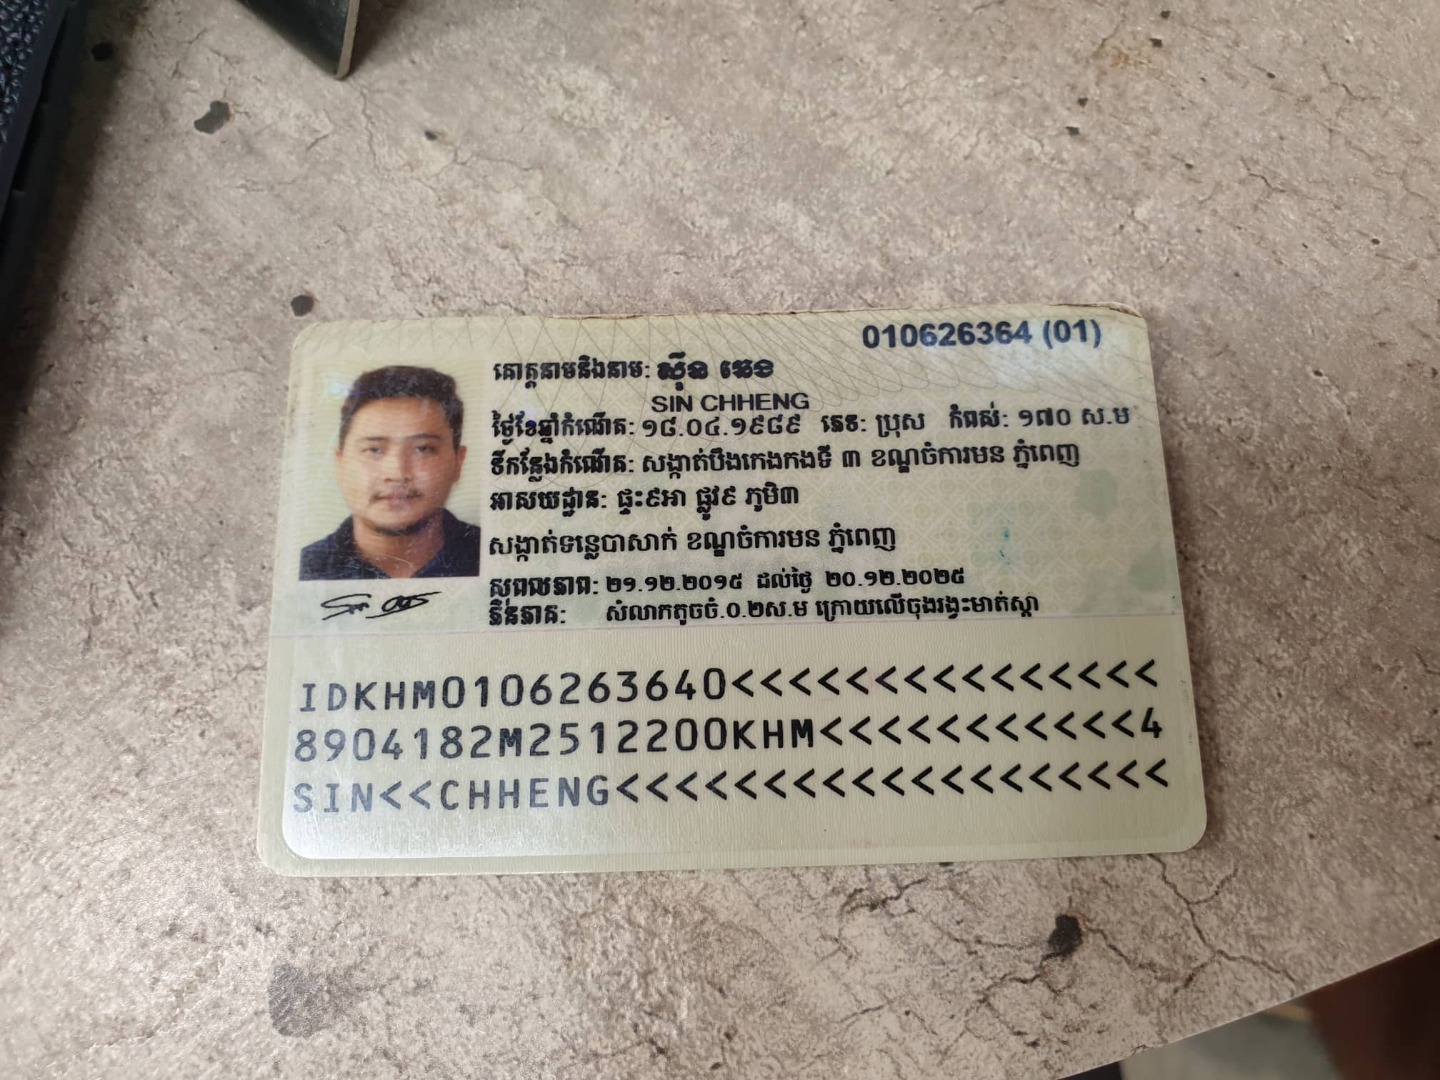 010626364 (01)
គោត្តនាមនិងនាម: ស៊ីន ឆេង
SIN CHHENG
ថ្ងៃខែឆ្នាំកំណើត: ១៨.០៤.១៩៨៩ ភេទ: ប្រុស កំពស់: ១៧០ ស.ម
ទីកន្លែងកំណើត: សង្កាត់បឹងកេងកងទី ៣ ខណ្ឌចំការមន ភ្នំពេញ
អាសយដ្ឋាន: ផ្ទះ៩អា ផ្លូវ៩ ភូមិ៣
សង្កាត់ទន្លេបាសាក់ ខណ្ឌចំការមន ភ្នំពេញ
សុពលភាព: ២១.១២.២០១៥ ដល់ថ្ងៃ ២០.១២.២០២៥
ភិនភាគ: សំលាកតូចចំ.០.២ស.ម ក្រោយលើចុងរង្វះមាត់ស្តា
IDKHM0106263640<<<<<<<<<<<<<<<
8904182M2512200KHM<<<<<<<<<<<4
SIN<<CHHENG<<<<<<<<<<<<<<<<<<<